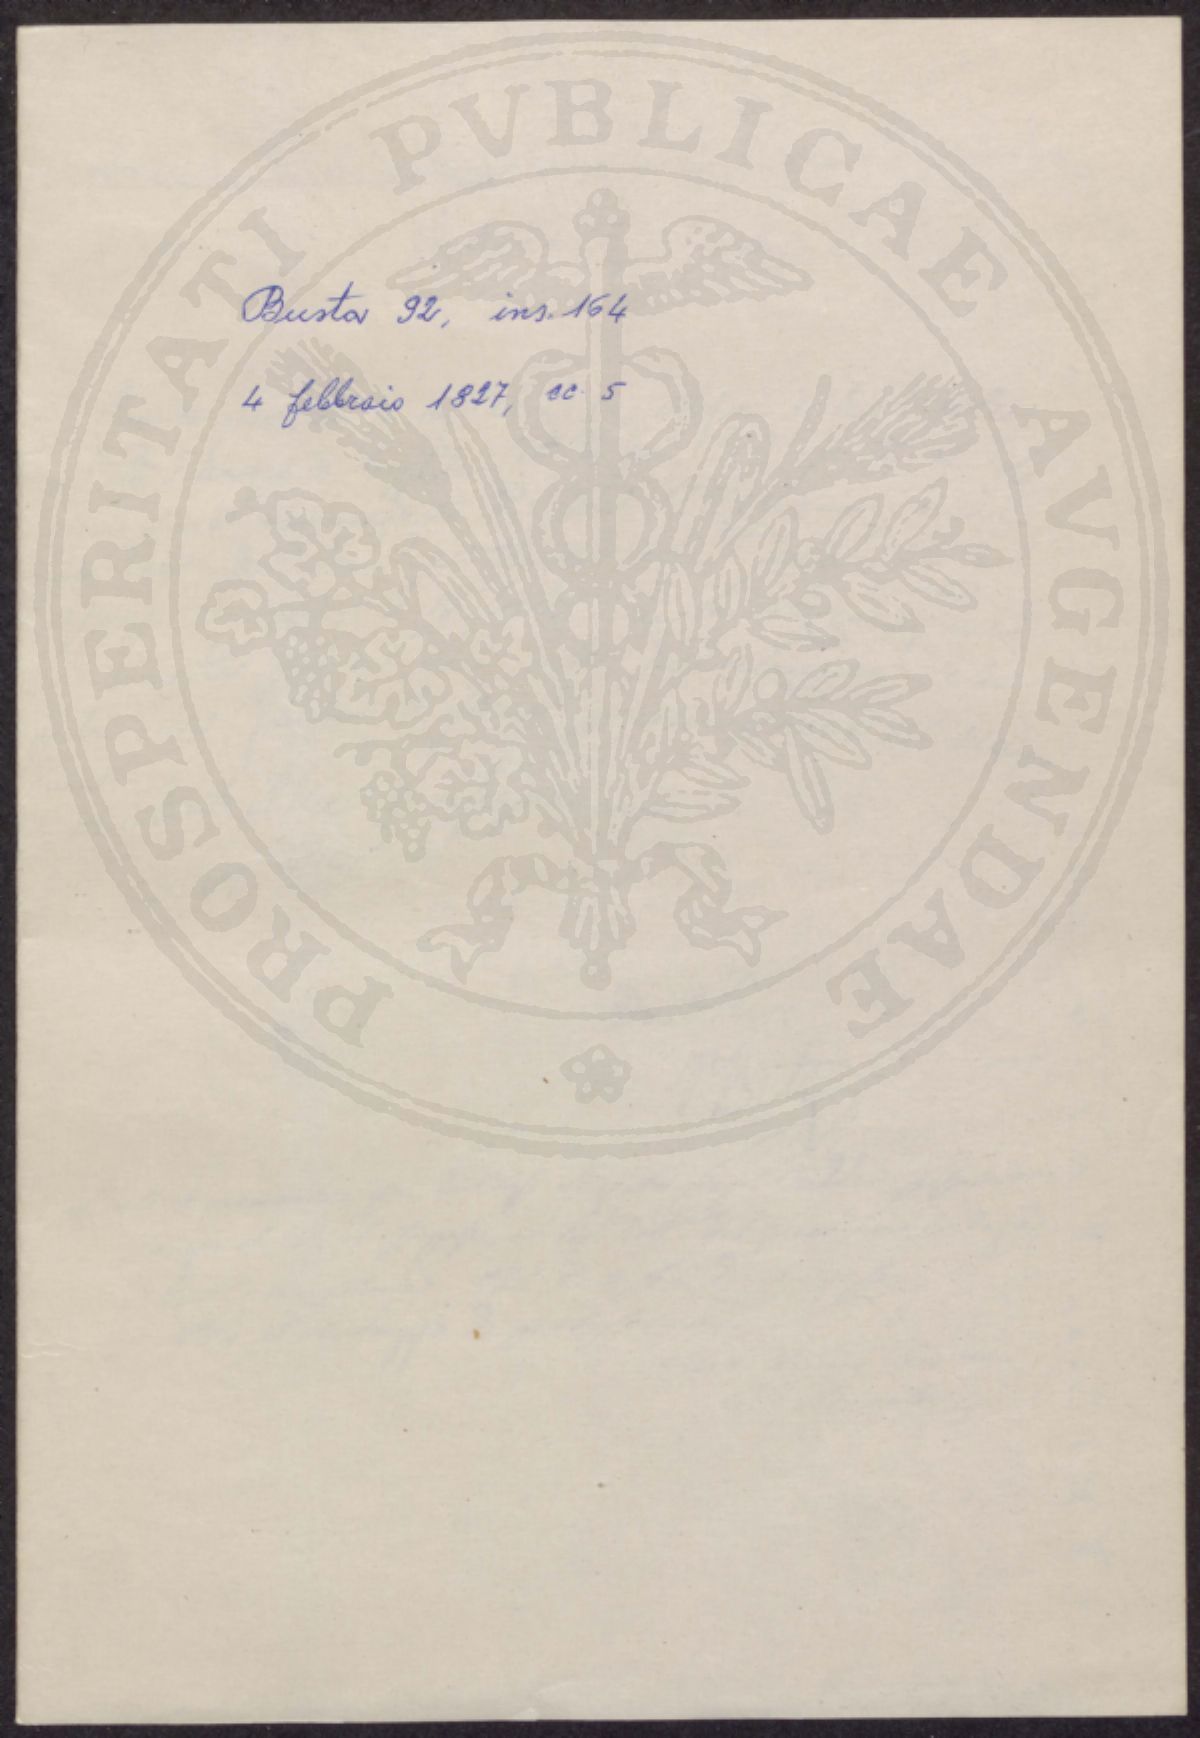 PROSPERITATI PVBLICAE AVGENDAE
Busta 92, ins. 164
4 febbraio 1827, cc. 5